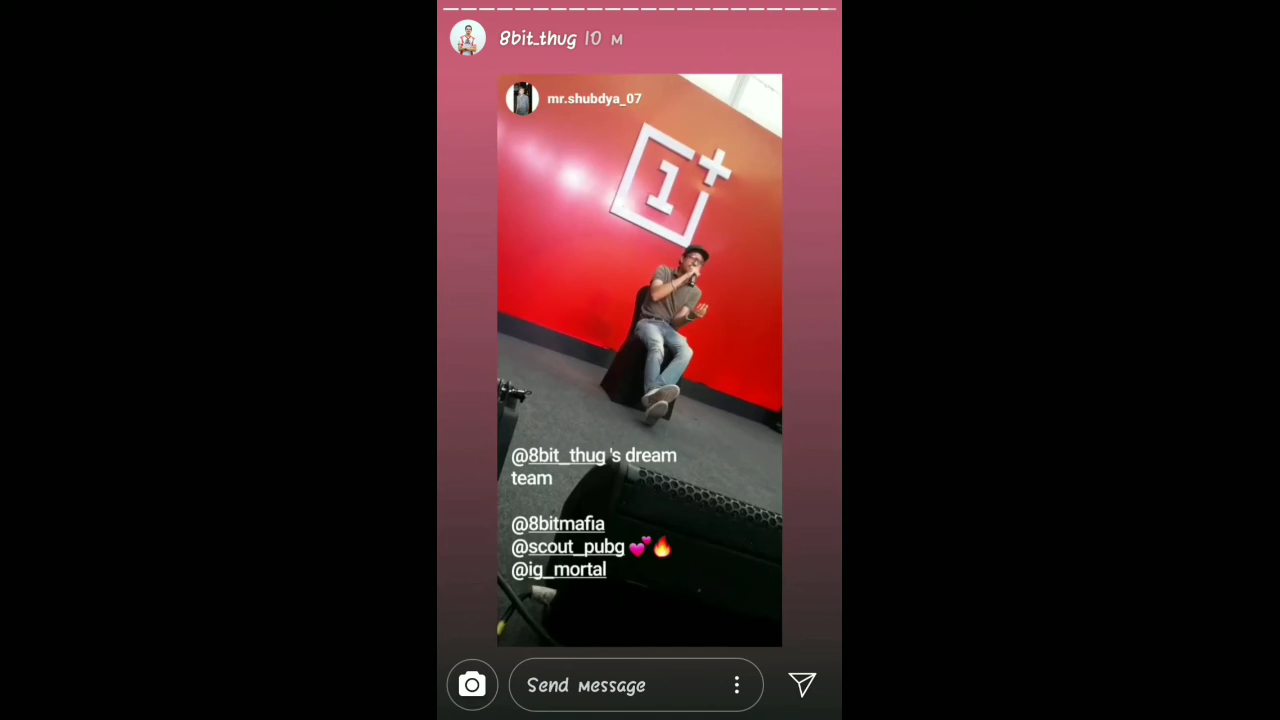 8bit_thug 10 м
mr.shubdya_07
1+
@8bit_thug 's dream
team
@8bitmafia
@scout_pubg 💕🔥
@ig_mortal
Send message